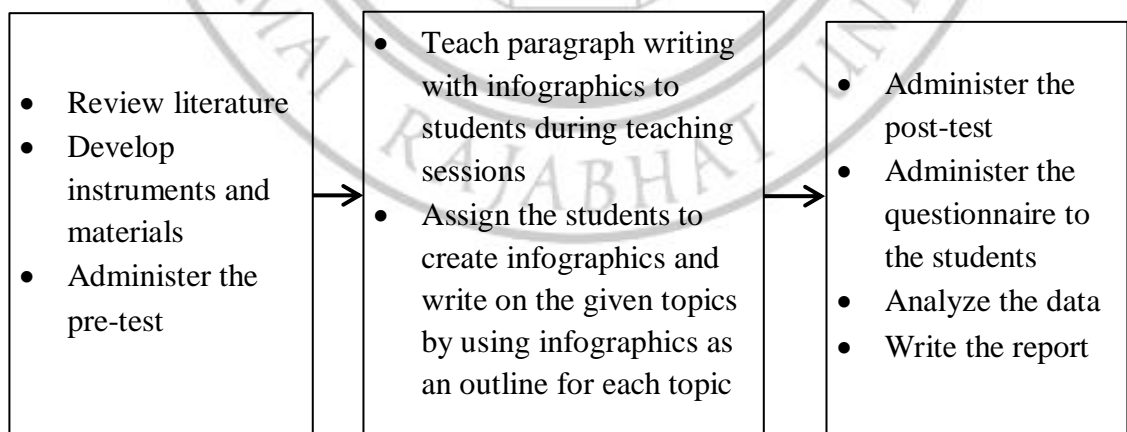 MAI RAJABHAT UNI
• Review literature
• Develop
instruments and
materials
• Administer the
pre-test
• Teach paragraph writing
with infographics to
students during teaching
sessions
• Assign the students to
create infographics and
write on the given topics
by using infographics as
an outline for each topic
• Administer the
post-test
• Administer the
questionnaire to
the students
• Analyze the data
• Write the report